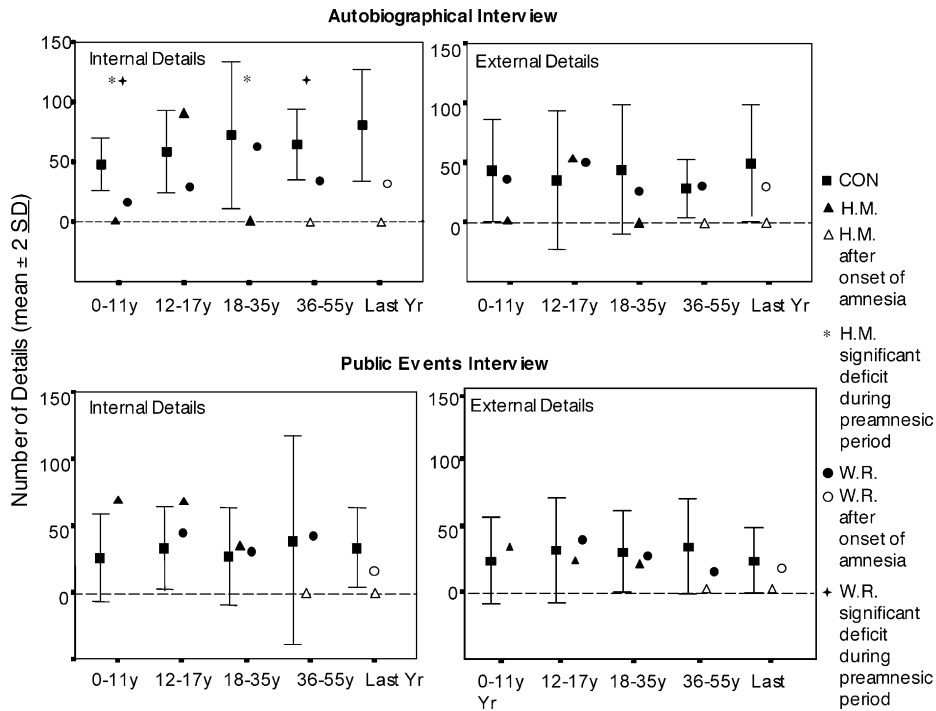 Autobiographical Interview
Number of Details (mean ± 2 SD)
150
100
50
0
Internal Details
* ✦
*
✦
0-11y 12-17y 18-35y 36-55y Last Yr
150
100
50
0
External Details
0-11y 12-17y 18-35y 36-55y Last Yr
Public Events Interview
150
100
50
0
Internal Details
0-11y 12-17y 18-35y 36-55y Last Yr
150
100
50
0
External Details
0-11y 12-17y 18-35y 36-55y Last
Yr
■ CON
▲ H.M.
△ H.M.
after
onset of
amnesia
* H.M.
significant
deficit
during
preamnesic
period
● W.R.
○ W.R.
after
onset of
amnesia
✦ W.R.
significant
deficit
during
preamnesic
period